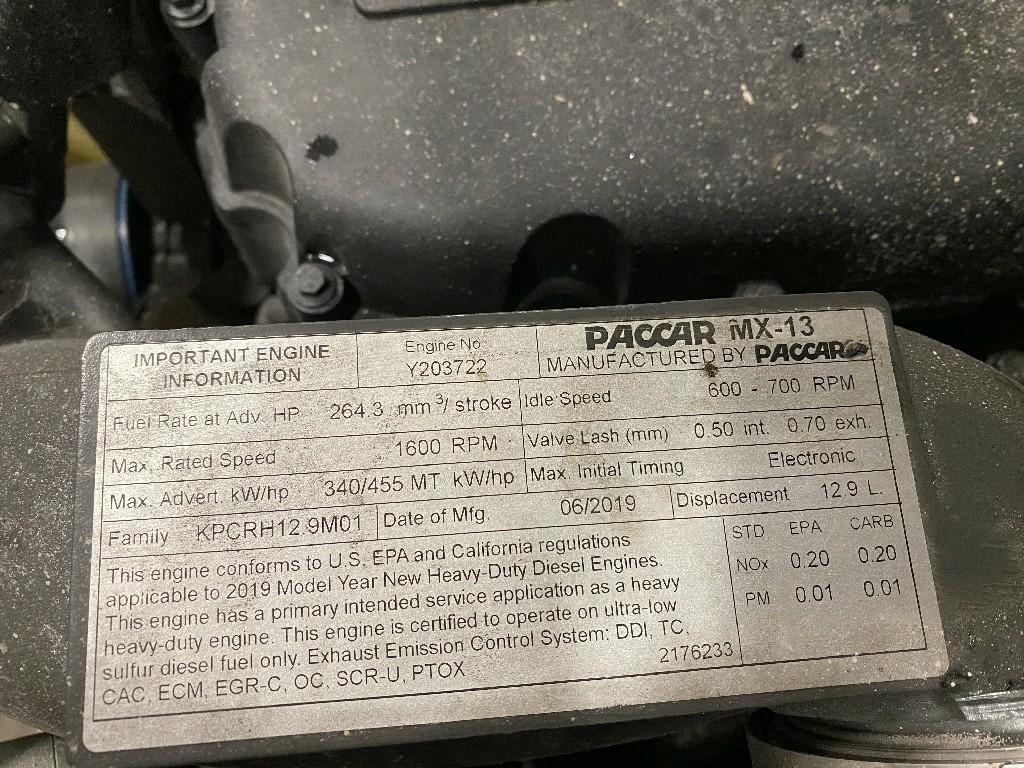 IMPORTANT ENGINE
INFORMATION
Engine No.
Y203722
PACCAR MX-13
MANUFACTURED BY PACCAR
Fuel Rate at Adv. HP 264.3 mm³/ stroke
Idle Speed 600 - 700 RPM
Max. Rated Speed 1600 RPM
Valve Lash (mm) 0.50 int. 0.70 exh.
Max. Advert. kW/hp 340/455 MT kW/hp
Max. Initial Timing Electronic
Family KPCRH12.9M01
Date of Mfg. 06/2019
Displacement 12.9 L.
This engine conforms to U.S. EPA and California regulations
applicable to 2019 Model Year New Heavy-Duty Diesel Engines.
This engine has a primary intended service application as a heavy
heavy-duty engine. This engine is certified to operate on ultra-low
sulfur diesel fuel only. Exhaust Emission Control System: DDI, TC,
CAC, ECM, EGR-C, OC, SCR-U, PTOX
2176233
STD EPA CARB
NOx 0.20 0.20
PM 0.01 0.01